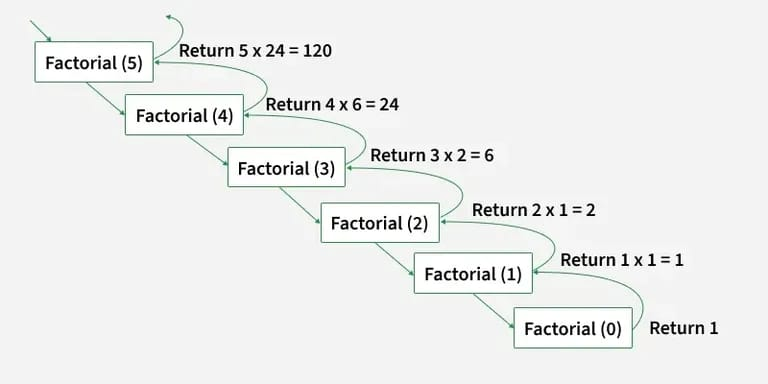 Factorial (5)
Return 5 x 24 = 120
Factorial (4)
Return 4 x 6 = 24
Factorial (3)
Return 3 x 2 = 6
Factorial (2)
Return 2 x 1 = 2
Factorial (1)
Return 1 x 1 = 1
Factorial (0)
Return 1